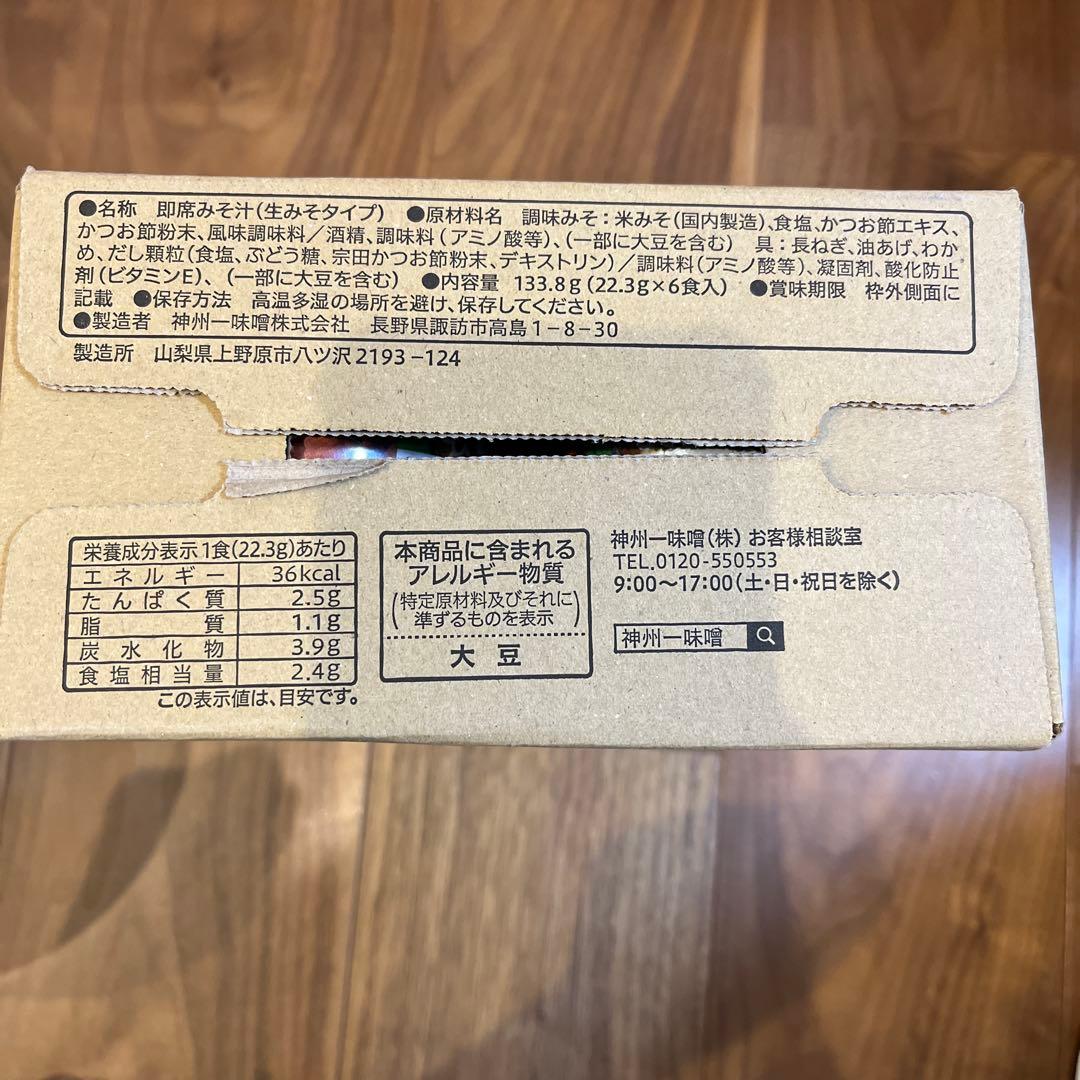 ●名称 即席みそ汁(生みそタイプ) ●原材料名 調味みそ:米みそ(国内製造)、食塩、かつお節エキス、
かつお節粉末、風味調味料/酒精、調味料(アミノ酸等)、(一部に大豆を含む) 具:長ねぎ、油あげ、わか
め、だし顆粒(食塩、ぶどう糖、宗田かつお節粉末、デキストリン)/調味料(アミノ酸等)、凝固剤、酸化防止
剤(ビタミンE)、(一部に大豆を含む) ●内容量 133.8g(22.3g×6食入) ●賞味期限 枠外側面に
記載 ●保存方法 高温多湿の場所を避け、保存してください。
●製造者 神州一味噌株式会社 長野県諏訪市高島1-8-30
製造所 山梨県上野原市八ツ沢2193-124
栄養成分表示 1食(22.3g)あたり
エネルギー 36kcal
たんぱく質 2.5g
脂質 1.1g
炭水化物 3.9g
食塩相当量 2.4g
この表示値は、目安です。
本商品に含まれる
アレルギー物質
(特定原材料及びそれに
準ずるものを表示)
大豆
神州一味噌(株) お客様相談室
TEL.0120-550553
9:00~17:00(土・日・祝日を除く)
神州一味噌